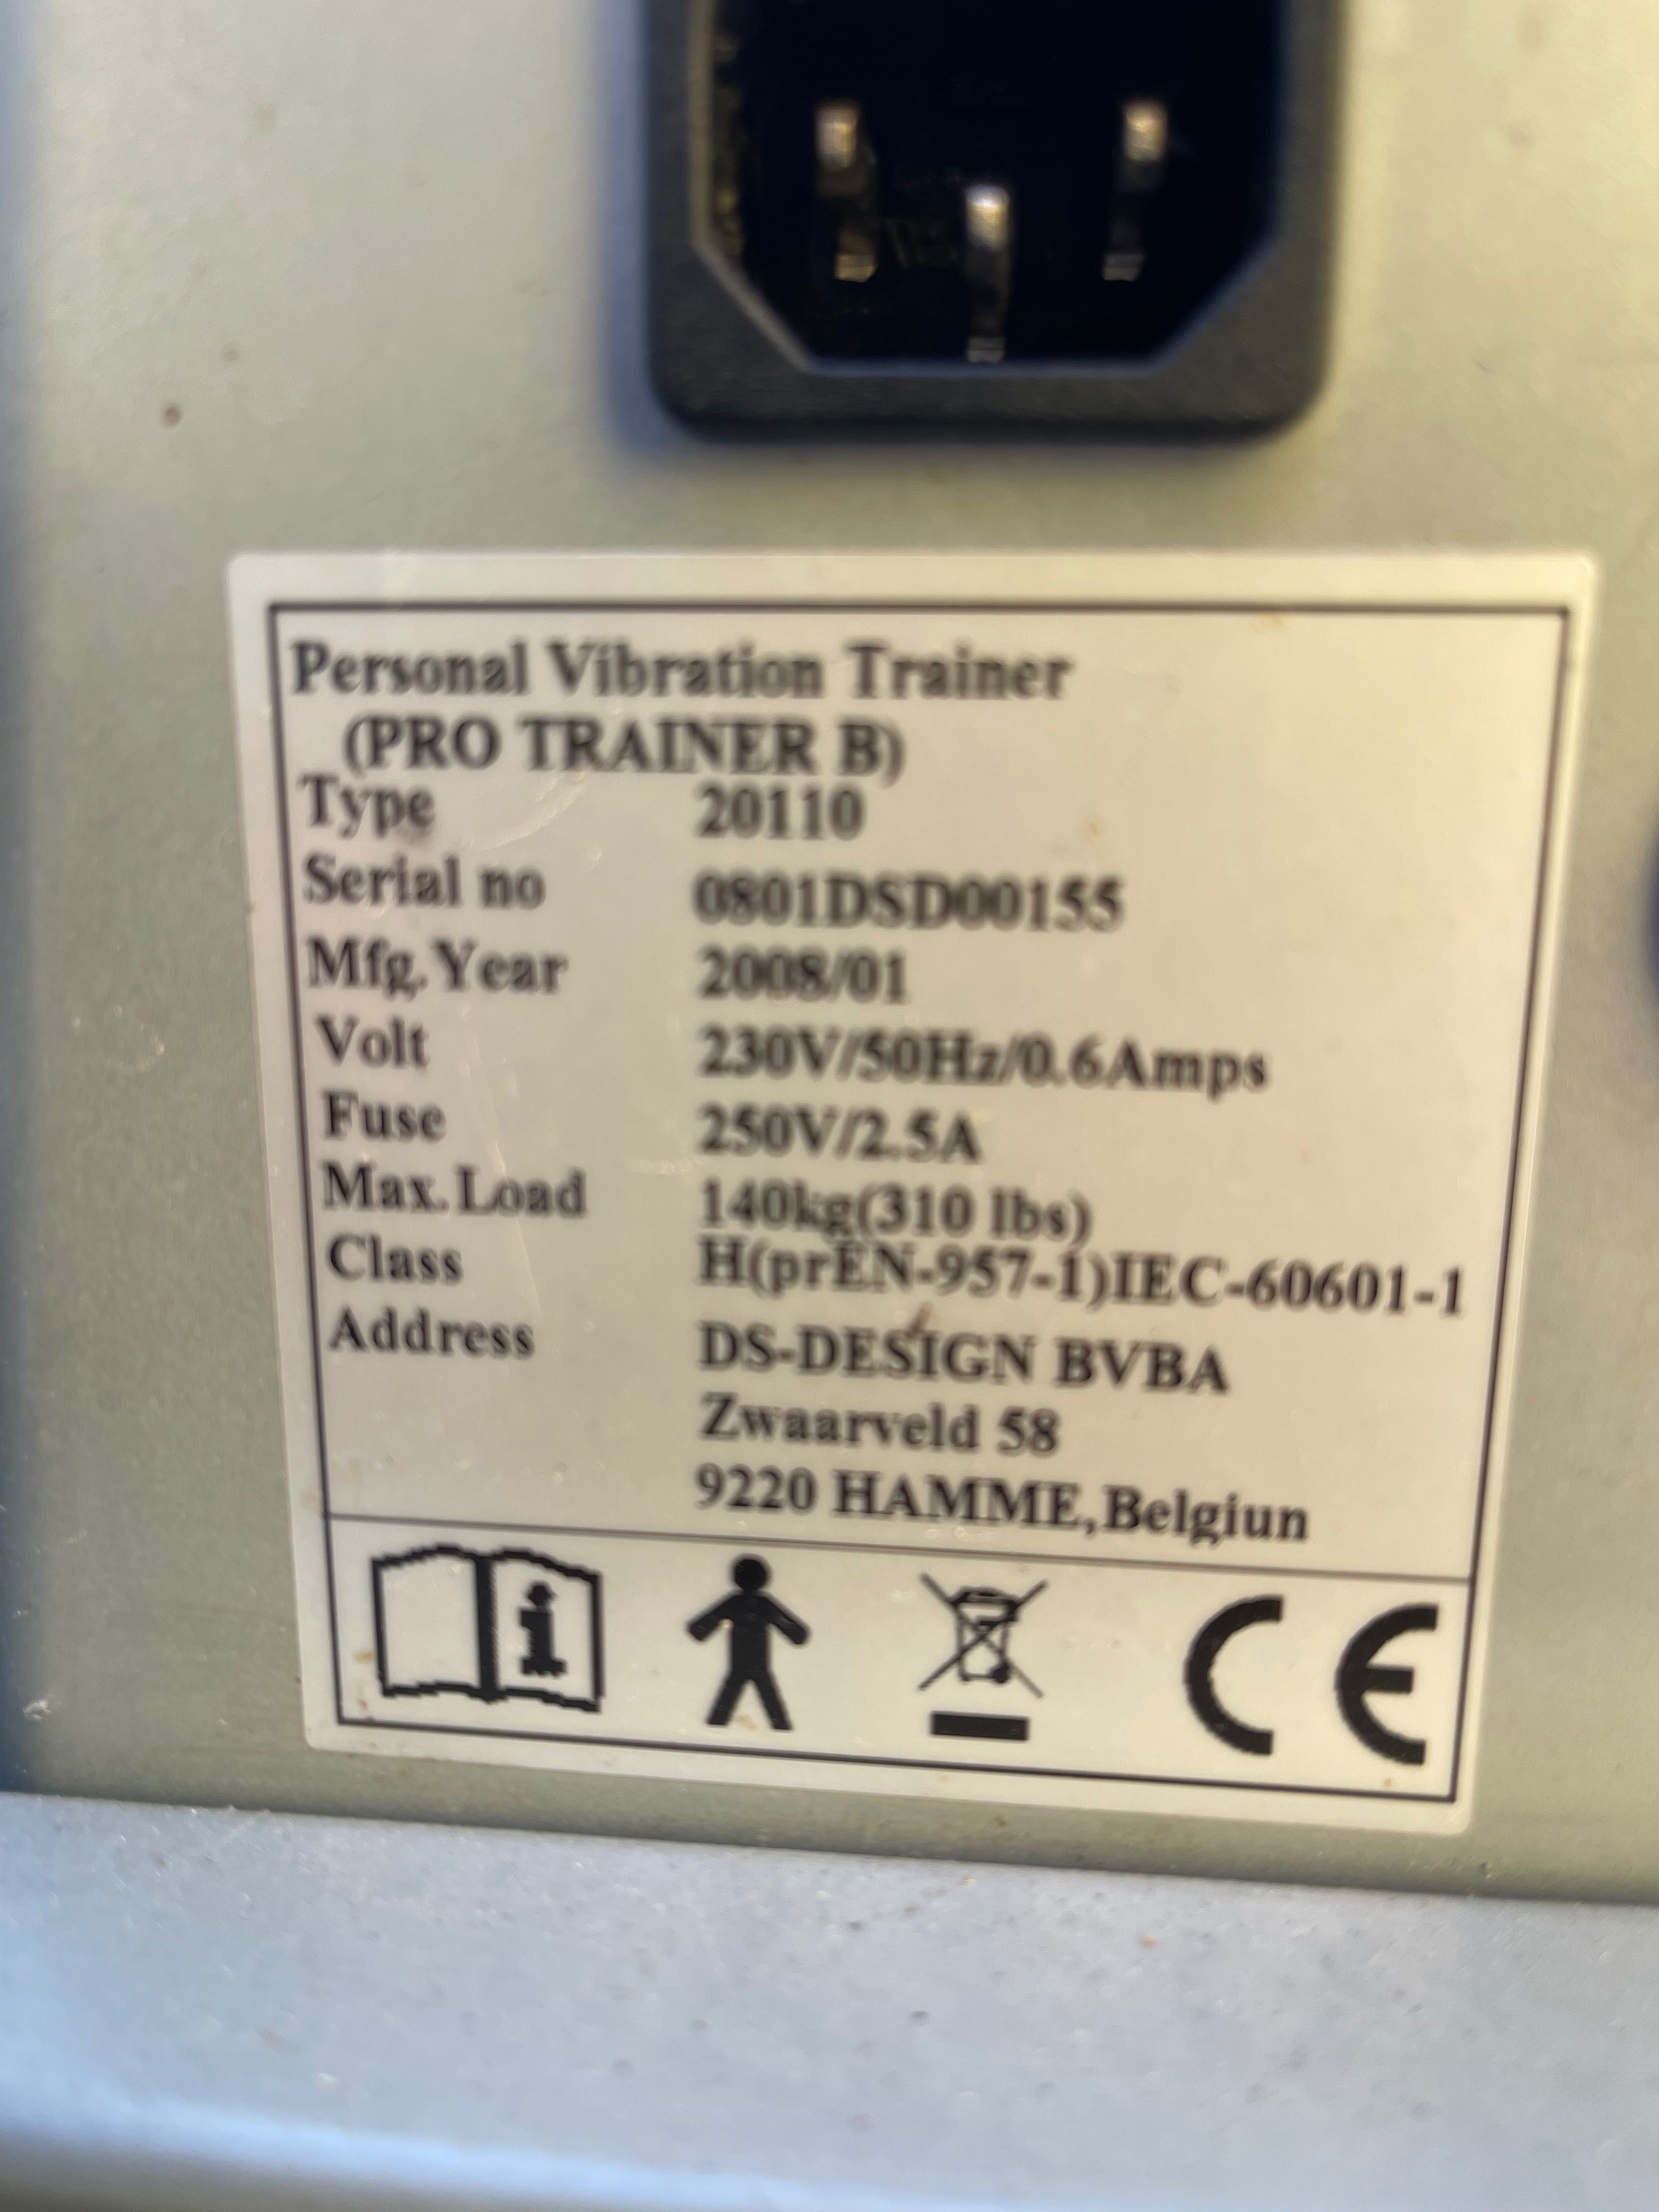 Personal Vibration Trainer
(PRO TRAINER B)
Type 20110
Serial no 0801DSD00155
Mfg.Year 2008/01
Volt 230V/50Hz/0.6Amps
Fuse 250V/2.5A
Max.Load 140kg(310 lbs)
Class H(prEN-957-1)IEC-60601-1
Address DS-DESIGN BVBA
Zwaarveld 58
9220 HAMME,Belgiun
i
CE